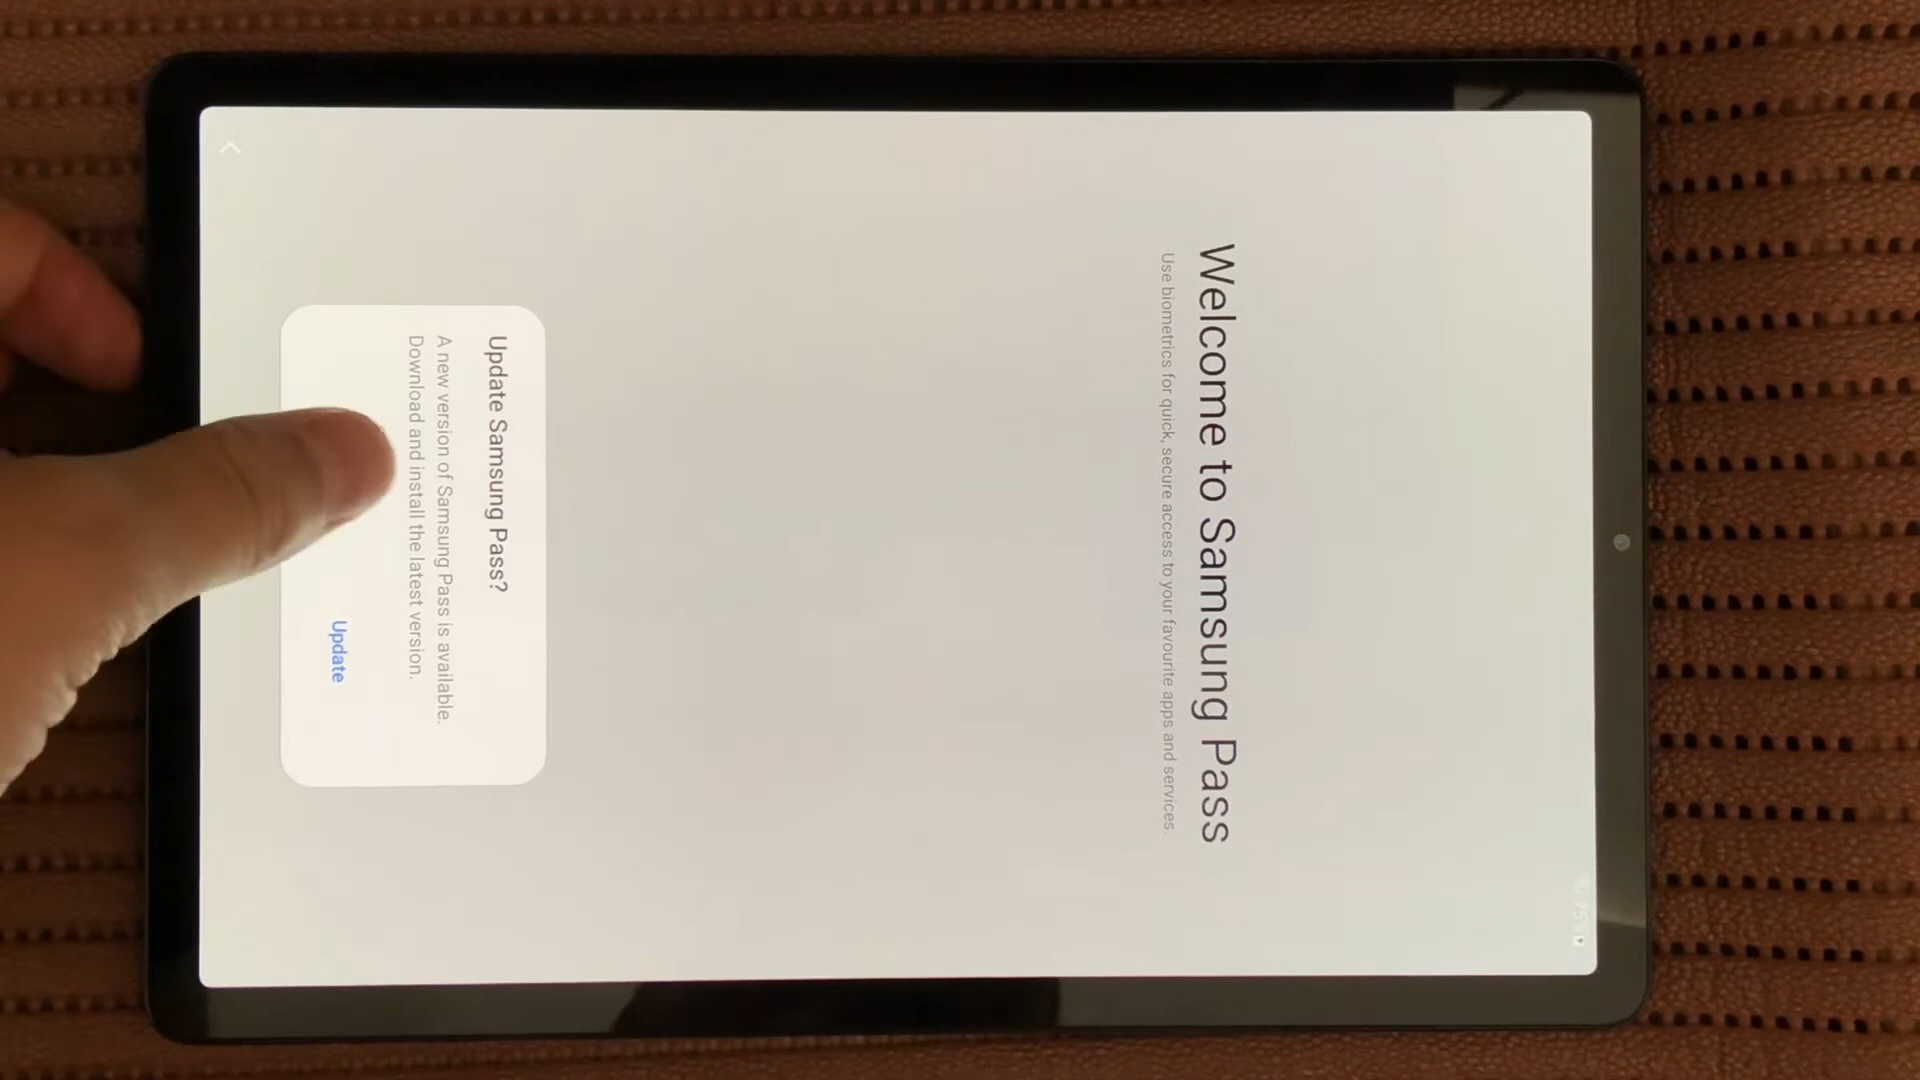 Welcome to Samsung Pass
Use biometrics for quick, secure access to your favourite apps and services.
Update Samsung Pass?
A new version of Samsung Pass is available.
Download and install the latest version.
Update